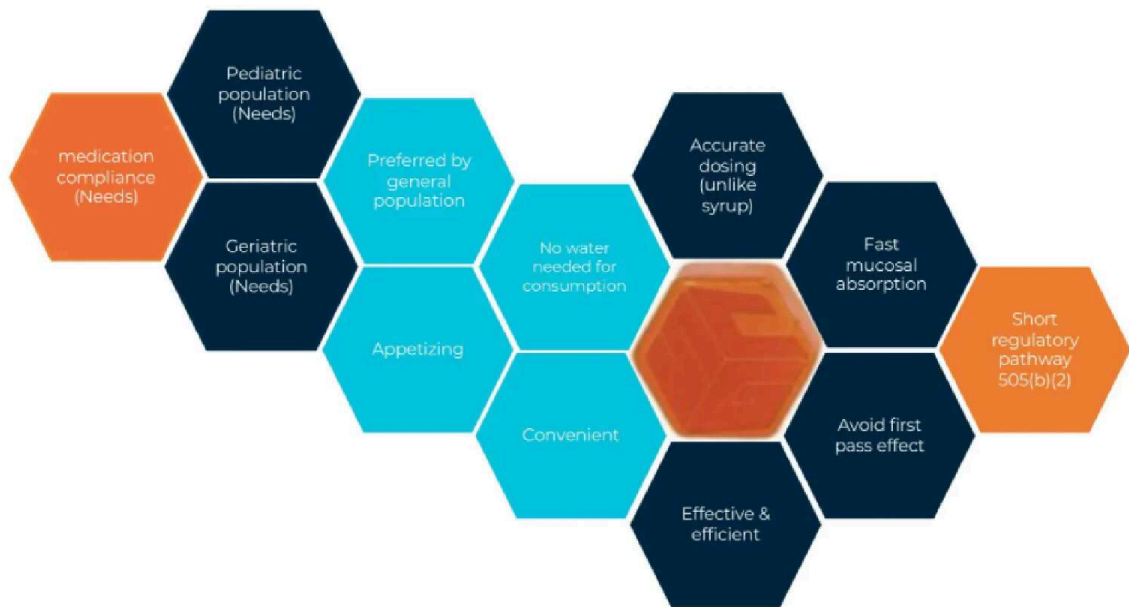 medication
compliance
(Needs)
Pediatric
population
(Needs)
Geriatric
population
(Needs)
Preferred by
general
population
Appetizing
No water
needed for
consumption
Convenient
Accurate
dosing
(unlike
syrup)
Effective &
efficient
Fast
mucosal
absorption
Avoid first
pass effect
Short
regulatory
pathway
505(b)(2)